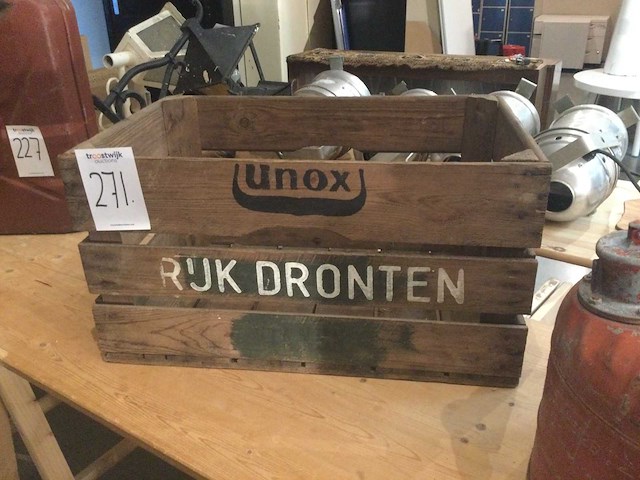 227
troostwijk
271.
unox
RIJK DRONTEN